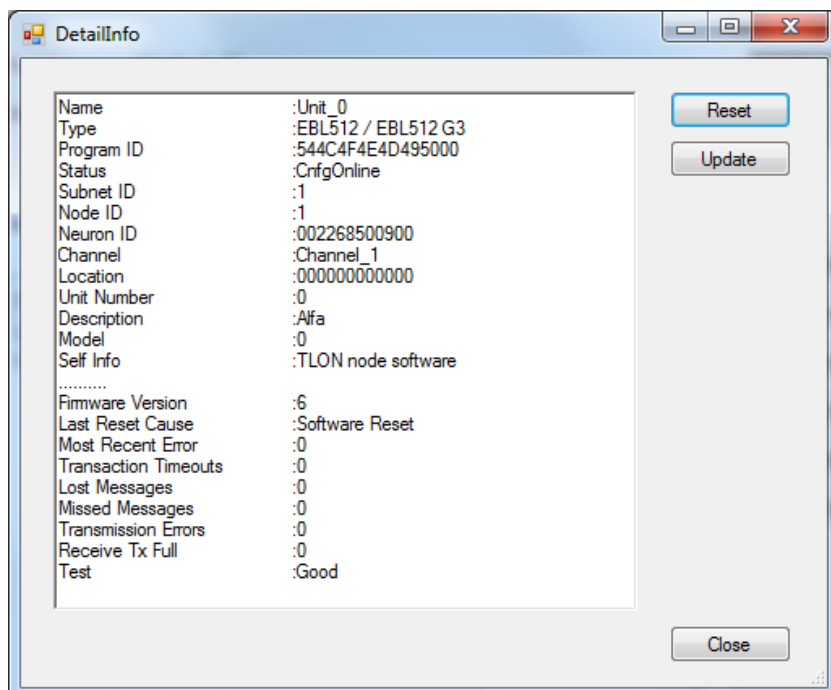 DetailInfo
Name :Unit_0
Type :EBL512 / EBL512 G3
Program ID :544C4F4E4D495000
Status :CnfgOnline
Subnet ID :1
Node ID :1
Neuron ID :002268500900
Channel :Channel_1
Location :000000000000
Unit Number :0
Description :Alfa
Model :0
Self Info :TLON node software
..........
Firmware Version :6
Last Reset Cause :Software Reset
Most Recent Error :0
Transaction Timeouts :0
Lost Messages :0
Missed Messages :0
Transmission Errors :0
Receive Tx Full :0
Test :Good
Reset
Update
Close